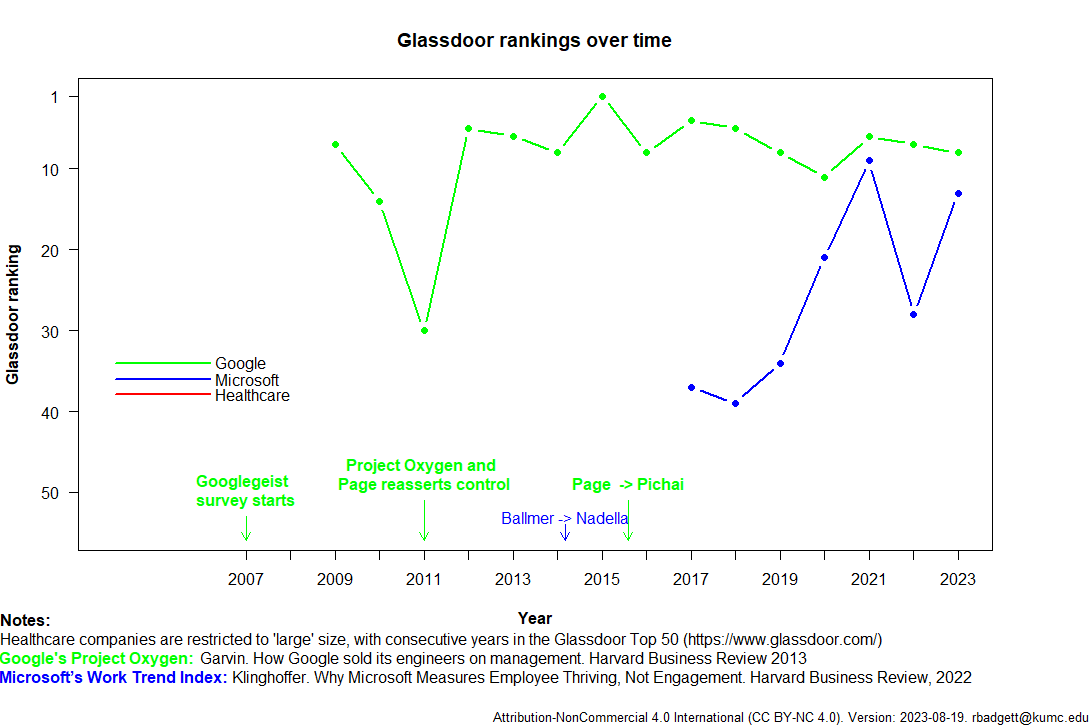 Glassdoor rankings over time
1
10
20
30
40
50
Glassdoor ranking
Google
Microsoft
Healthcare
Googlegeist
survey starts
Project Oxygen and
Page reasserts control
Page -> Pichai
Ballmer -> Nadella
2007 2009 2011 2013 2015 2017 2019 2021 2023
Year
Notes:
Healthcare companies are restricted to 'large' size, with consecutive years in the Glassdoor Top 50 (https://www.glassdoor.com/)
Google's Project Oxygen: Garvin. How Google sold its engineers on management. Harvard Business Review 2013
Microsoft’s Work Trend Index: Klinghoffer. Why Microsoft Measures Employee Thriving, Not Engagement. Harvard Business Review, 2022
Attribution-NonCommercial 4.0 International (CC BY-NC 4.0). Version: 2023-08-19. rbadgett@kumc.edu